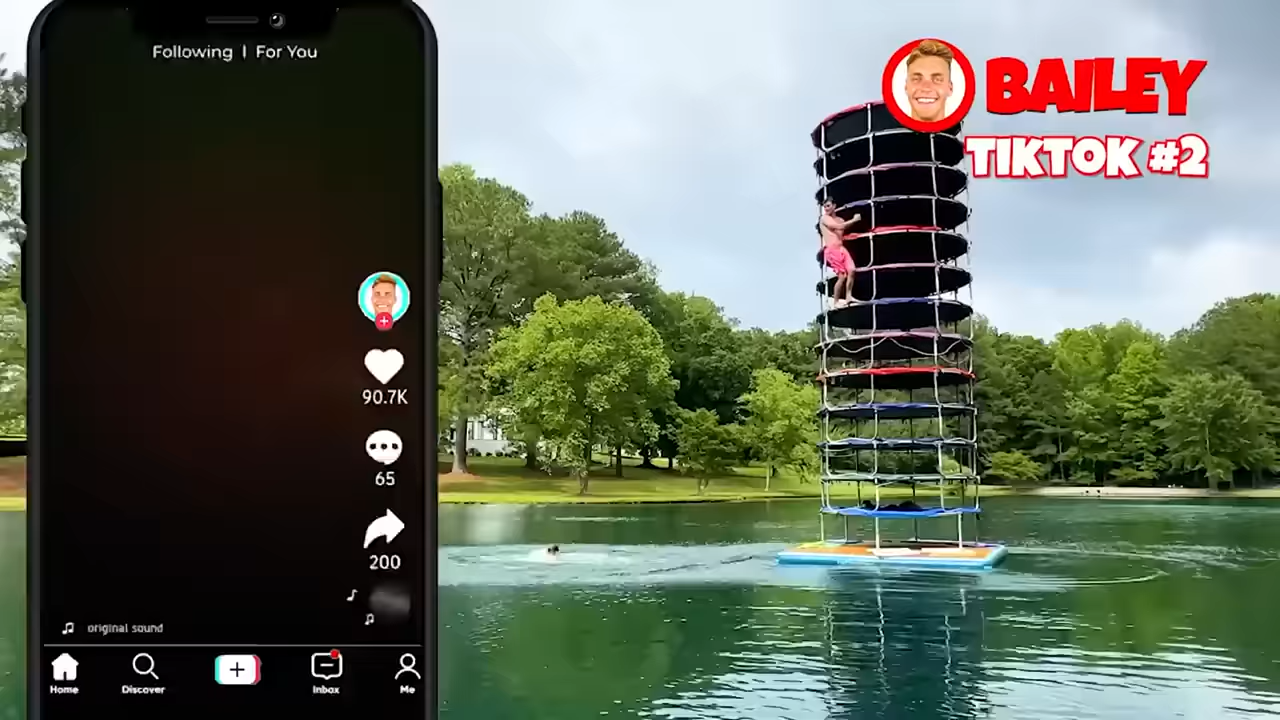 Following | For You
BAILEY
TIKTOK #2
90.7K
65
200
original sound
Home
Discover
Inbox
Me